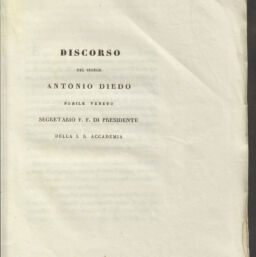 DISCORSO
DEL SIGNOR
ANTONIO DIEDO
NOBILE VENETO
SEGRETARIO F. F. DI PRESIDENTE
DELLA I. R. ACCADEMIA